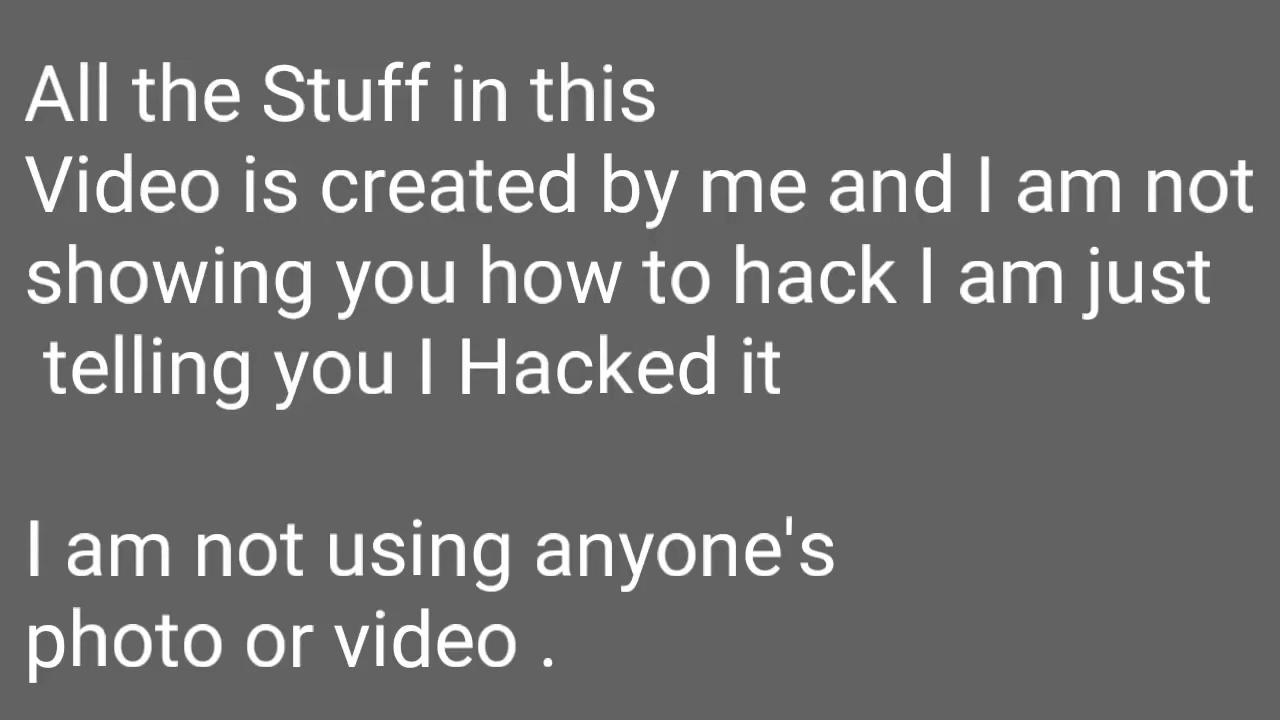 All the Stuff in this
Video is created by me and I am not
showing you how to hack I am just
telling you I Hacked it
I am not using anyone's
photo or video .